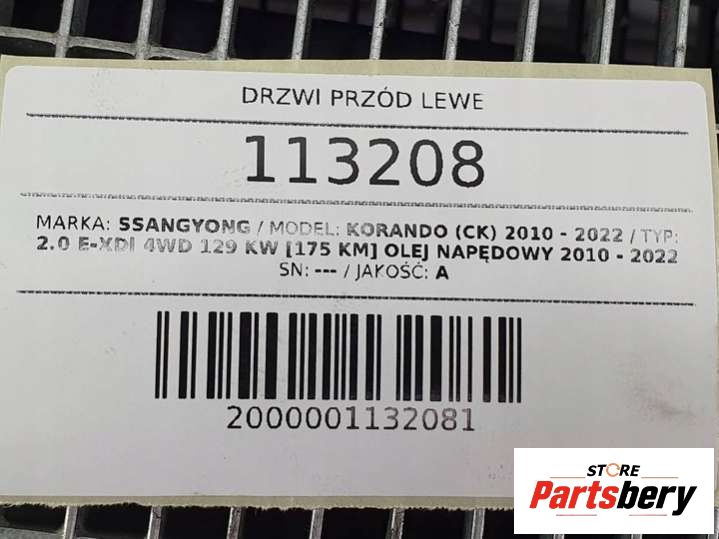 DRZWI PRZÓD LEWE
113208
MARKA: SSANGYONG / MODEL: KORANDO (CK) 2010 - 2022 / TYP:
2.0 E-XDI 4WD 129 KW [175 KM] OLEJ NAPĘDOWY 2010 - 2022
SN: --- / JAKOŚĆ: A
2000001132081
STORE
Partsbery